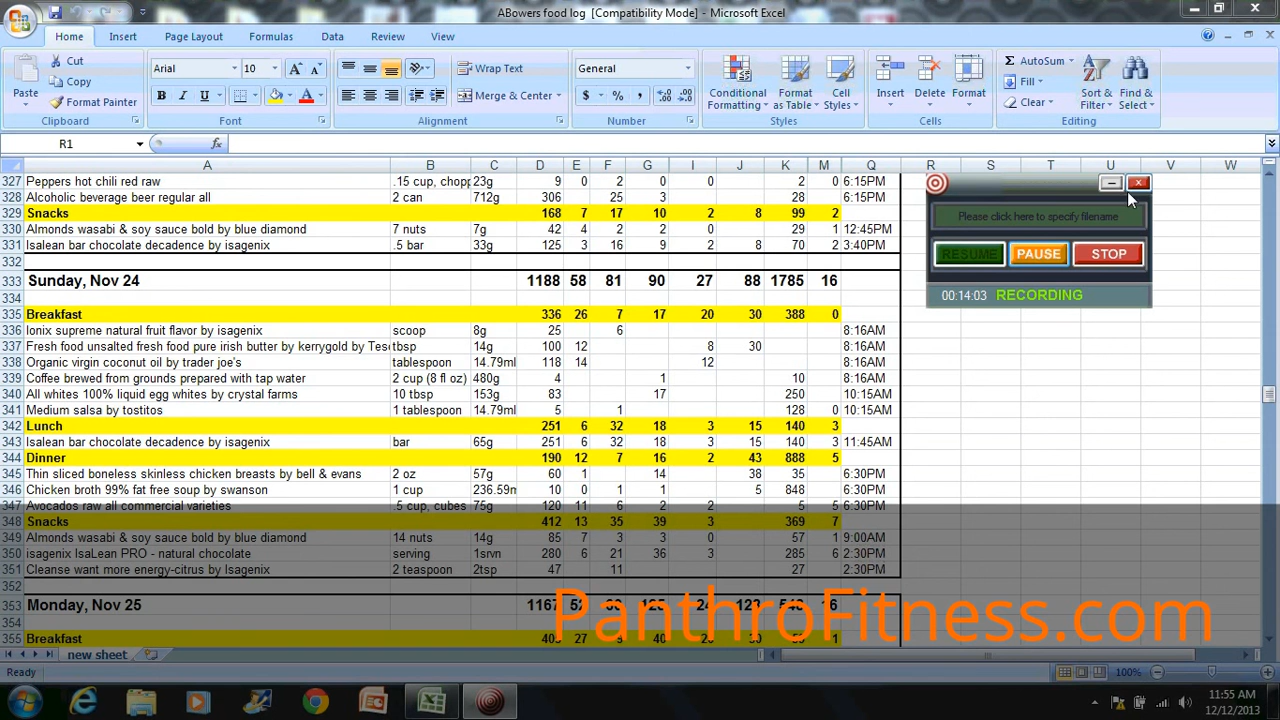 ABowers food log [Compatibility Mode] - Microsoft Excel
Home Insert Page Layout Formulas Data Review View
Paste Cut Copy Format Painter Clipboard
Arial 10 Font
Wrap Text Merge & Center Alignment
General Number
Conditional Formatting Format as Table Cell Styles Styles
Insert Delete Format Cells
AutoSum Fill Clear Sort & Filter Find & Select Editing
R1 fx
A B C D E F G I J K M Q R S T U V W
327 Peppers hot chili red raw .15 cup, chopp 23g 9 0 2 0 0 2 0 6:15PM
328 Alcoholic beverage beer regular all 2 can 712g 306 25 3 28 6:15PM
329 Snacks 168 7 17 10 2 8 99 2
330 Almonds wasabi & soy sauce bold by blue diamond 7 nuts 7g 42 4 2 2 0 29 1 12:45PM
331 Isalean bar chocolate decadence by isagenix .5 bar 33g 125 3 16 9 2 8 70 2 3:40PM
332
333 Sunday, Nov 24 1188 58 81 90 27 88 1785 16
334
335 Breakfast 336 26 7 17 20 30 388 0
336 Ionix supreme natural fruit flavor by isagenix scoop 8g 25 6 8:16AM
337 Fresh food unsalted fresh food pure irish butter by kerrygold by Tes tbsp 14g 100 12 8 30 8:16AM
338 Organic virgin coconut oil by trader joe's tablespoon 14.79ml 118 14 12 8:16AM
339 Coffee brewed from grounds prepared with tap water 2 cup (8 fl oz) 480g 4 1 10 8:16AM
340 All whites 100% liquid egg whites by crystal farms 10 tbsp 153g 83 17 250 10:15AM
341 Medium salsa by tostitos 1 tablespoon 14.79ml 5 1 128 0 10:15AM
342 Lunch 251 6 32 18 3 15 140 3
343 Isalean bar chocolate decadence by isagenix bar 65g 251 6 32 18 3 15 140 3 11:45AM
344 Dinner 190 12 7 16 2 43 888 5
345 Thin sliced boneless skinless chicken breasts by bell & evans 2 oz 57g 60 1 14 38 35 6:30PM
346 Chicken broth 99% fat free soup by swanson 1 cup 236.59m 10 0 1 1 5 848 6:30PM
347 Avocados raw all commercial varieties .5 cup, cubes 75g 120 11 6 2 2 5 5 6:30PM
348 Snacks 412 13 35 39 3 369 7
349 Almonds wasabi & soy sauce bold by blue diamond 14 nuts 14g 85 7 3 3 0 57 1 9:00AM
350 isagenix IsaLean PRO - natural chocolate serving 1srvn 280 6 21 36 3 285 6 2:30PM
351 Cleanse want more energy-citrus by Isagenix 2 teaspoon 2tsp 47 11 27 2:30PM
352
353 Monday, Nov 25 1167 16
354
355 Breakfast 1
Please click here to specify filename
RESUME PAUSE STOP
00:14:03 RECORDING
PanthroFitness.com
new sheet
Ready 100%
11:55 AM
12/12/2013